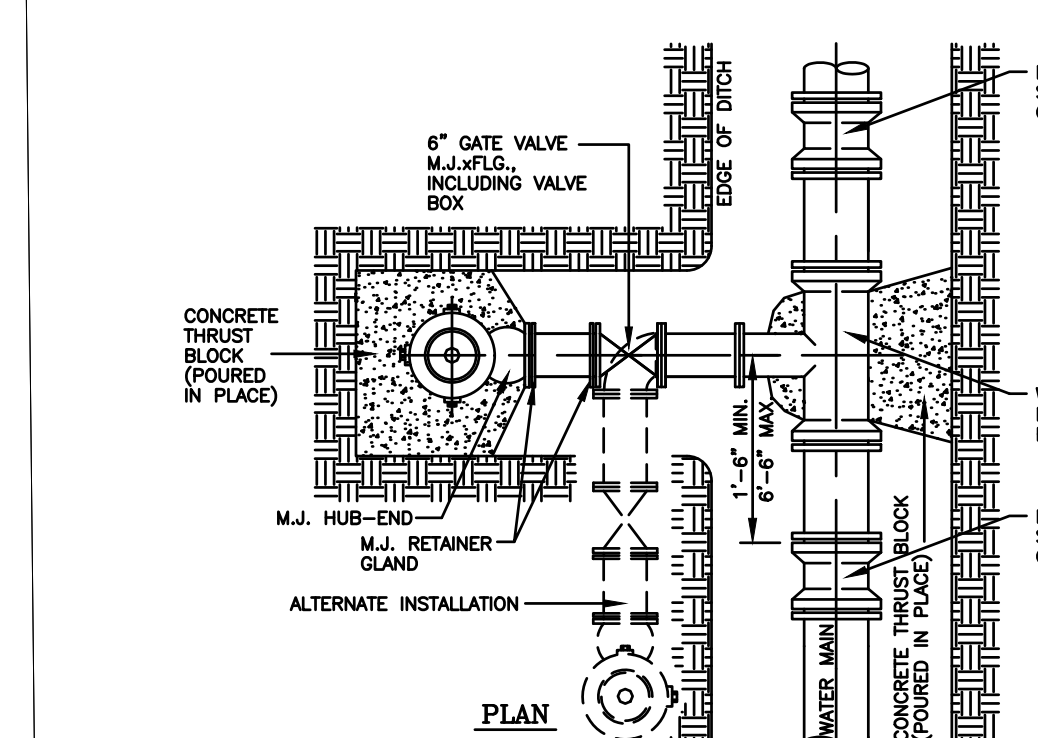 EDGE OF DITCH
6" GATE VALVE
M.J.xFLG.,
INCLUDING VALVE
BOX
CONCRETE
THRUST
BLOCK
(POURED
IN PLACE)
1'-6" MIN.
6'-6" MAX.
M.J. HUB-END
M.J. RETAINER
GLAND
ALTERNATE INSTALLATION
WATER MAIN
CONCRETE THRUST BLOCK
(POURED IN PLACE)
PLAN